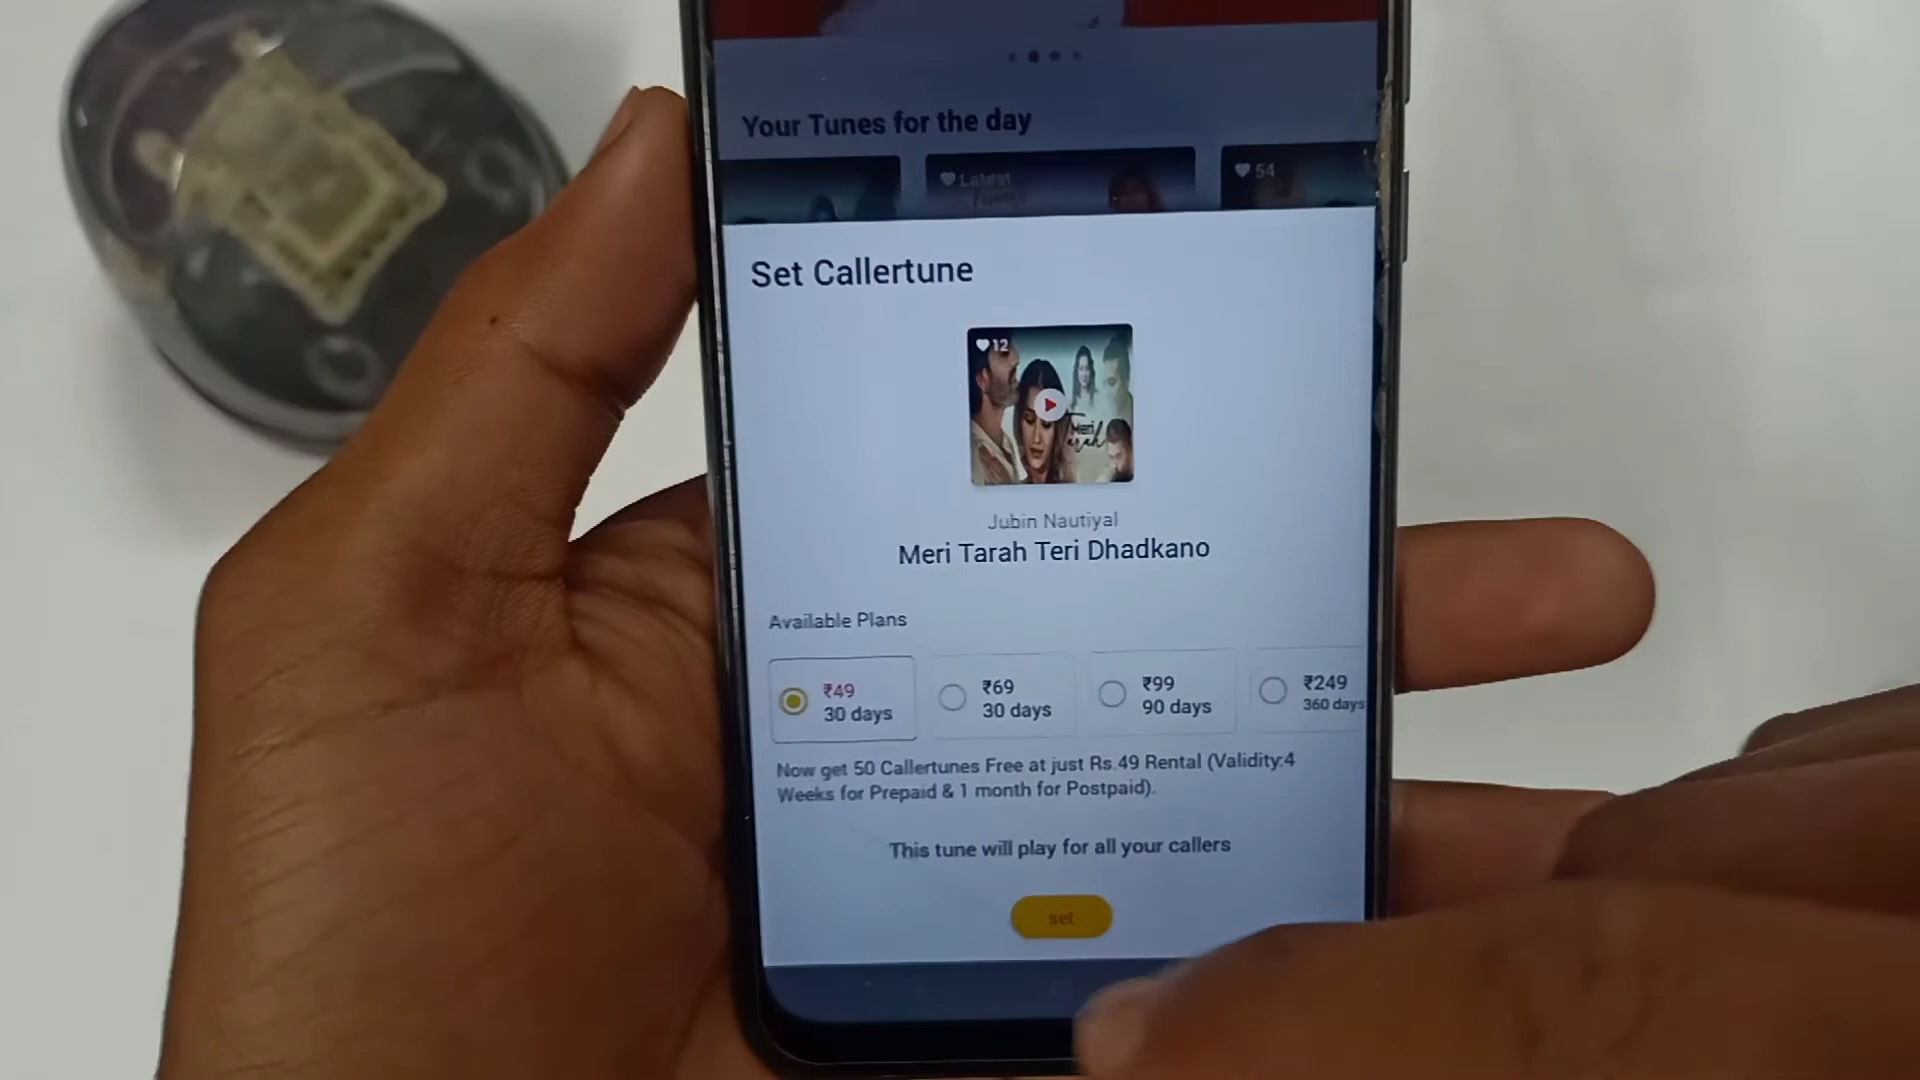 Your Tunes for the day
Latest
54
Set Callertune
12
Meri
Tarah
Jubin Nautiyal
Meri Tarah Teri Dhadkano
Available Plans
₹49
30 days
₹69
30 days
₹99
90 days
₹249
360 days
Now get 50 Callertunes Free at just Rs.49 Rental (Validity:4
Weeks for Prepaid & 1 month for Postpaid).
This tune will play for all your callers
set